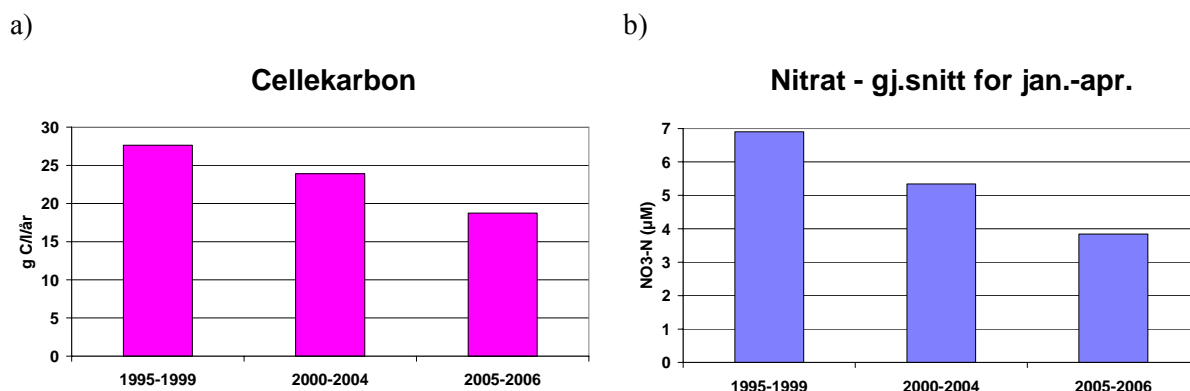 a)
Cellekarbon
g C/l/år
30
25
20
15
10
5
0
1995-1999 2000-2004 2005-2006
b)
Nitrat - gj.snitt for jan.-apr.
NO3-N (µM)
7
6
5
4
3
2
1
0
1995-1999 2000-2004 2005-2006